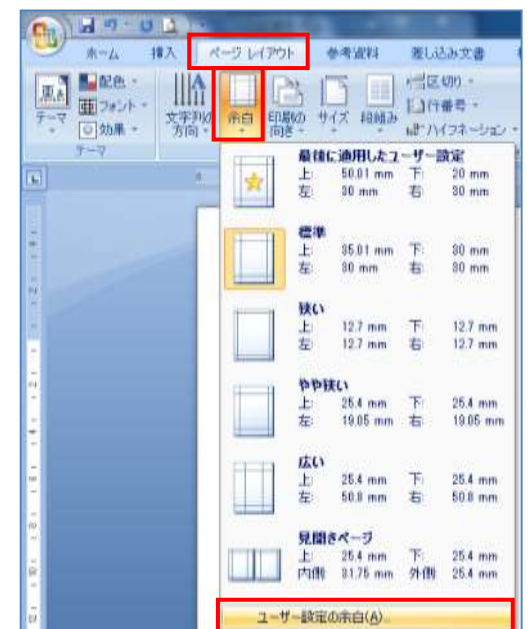 ホーム 挿入 ページ レイアウト 参考資料 差し込み文書
テーマ 配色 フォント 効果 文字列の方向 余白 印刷の向き サイズ 段組み 区切り 行番号 ハイフネーション
テーマ
最後に適用したユーザー設定
上: 50.01 mm 下: 20 mm
左: 30 mm 右: 30 mm
標準
上: 35.01 mm 下: 30 mm
左: 30 mm 右: 30 mm
狭い
上: 12.7 mm 下: 12.7 mm
左: 12.7 mm 右: 12.7 mm
やや狭い
上: 25.4 mm 下: 25.4 mm
左: 19.05 mm 右: 19.05 mm
広い
上: 25.4 mm 下: 25.4 mm
左: 50.8 mm 右: 50.8 mm
見開きページ
上: 25.4 mm 下: 25.4 mm
内側: 31.75 mm 外側: 25.4 mm
ユーザー設定の余白(A)...